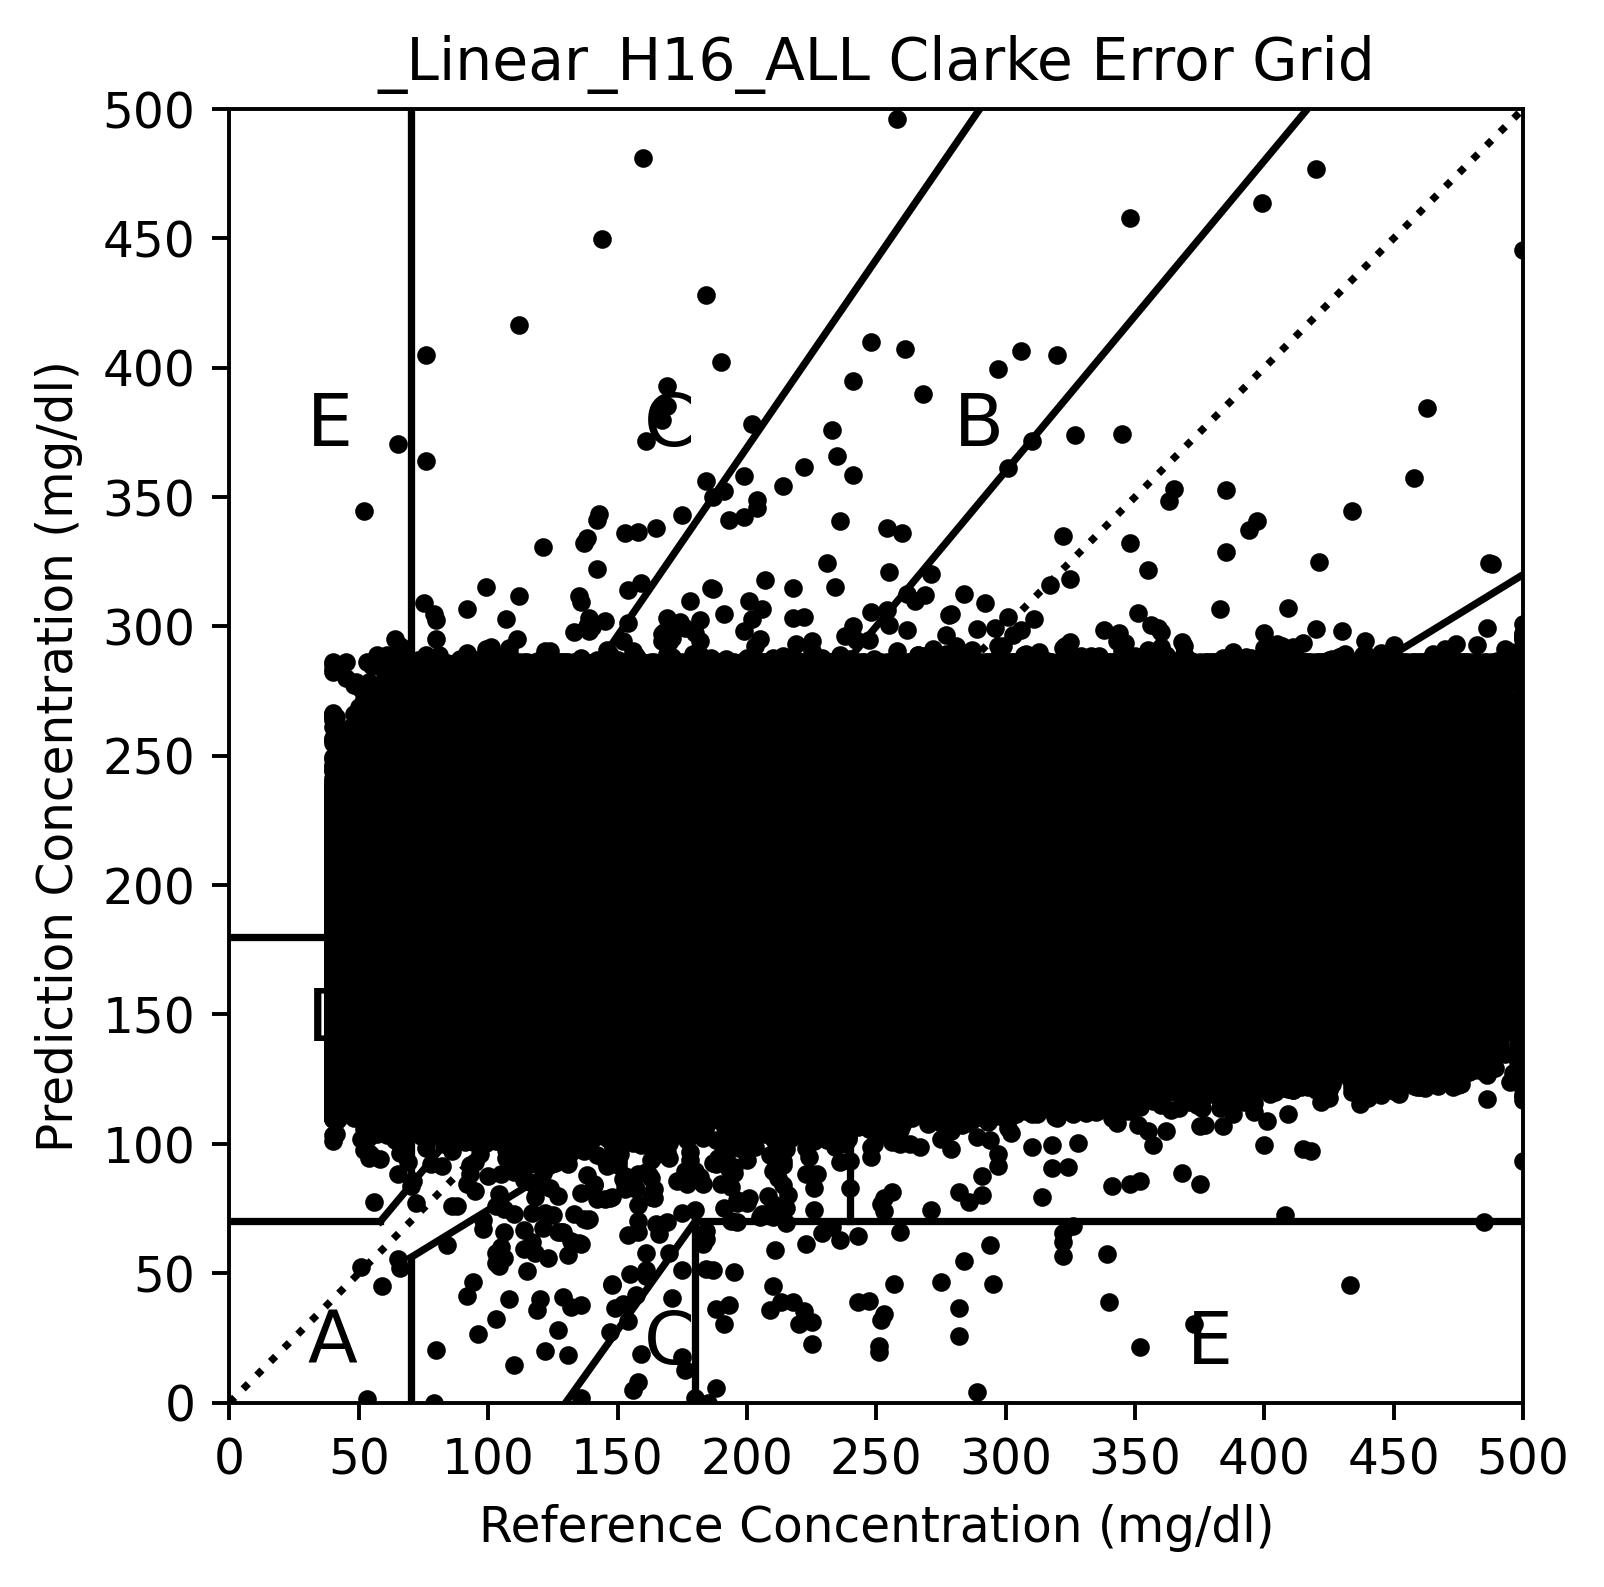 _Linear_H16_ALL Clarke Error Grid
500
450
400
350
300
250
200
150
100
50
0
Prediction Concentration (mg/dl)
E
C
B
A
C
E
0 50 100 150 200 250 300 350 400 450 500
Reference Concentration (mg/dl)